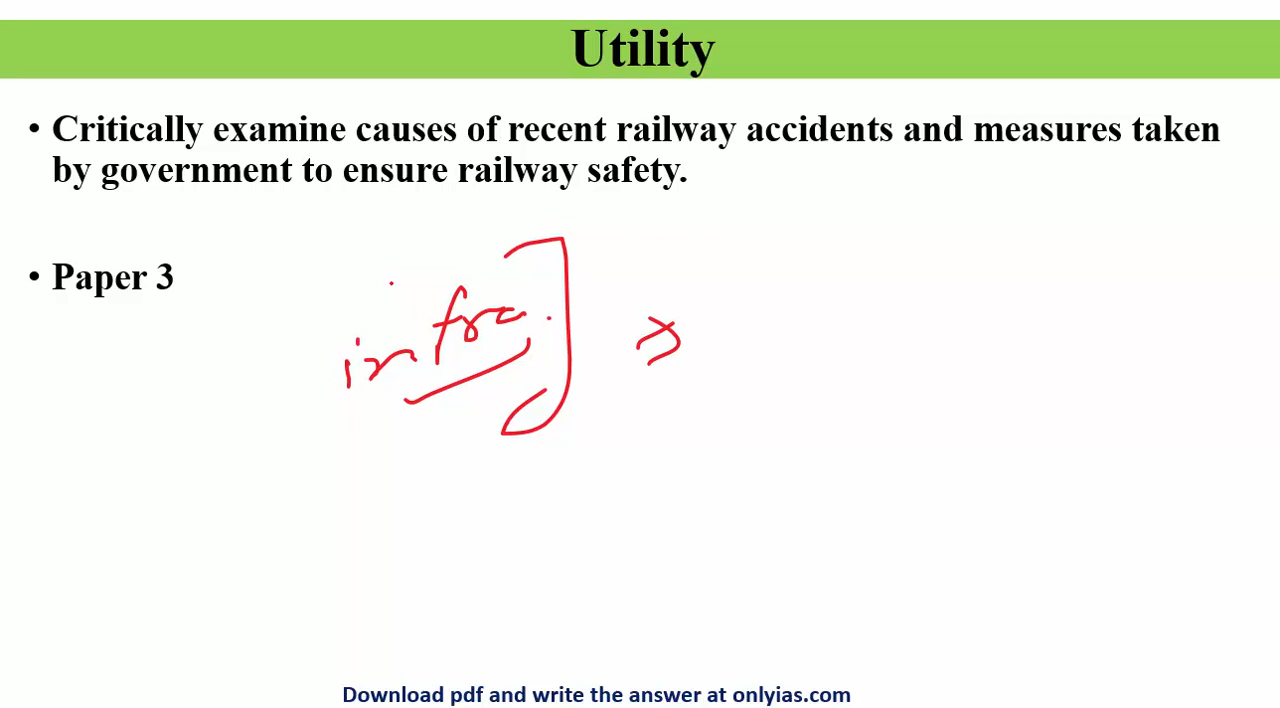 Utility
• Critically examine causes of recent railway accidents and measures taken
by government to ensure railway safety.
• Paper 3
infra.
Download pdf and write the answer at onlyias.com